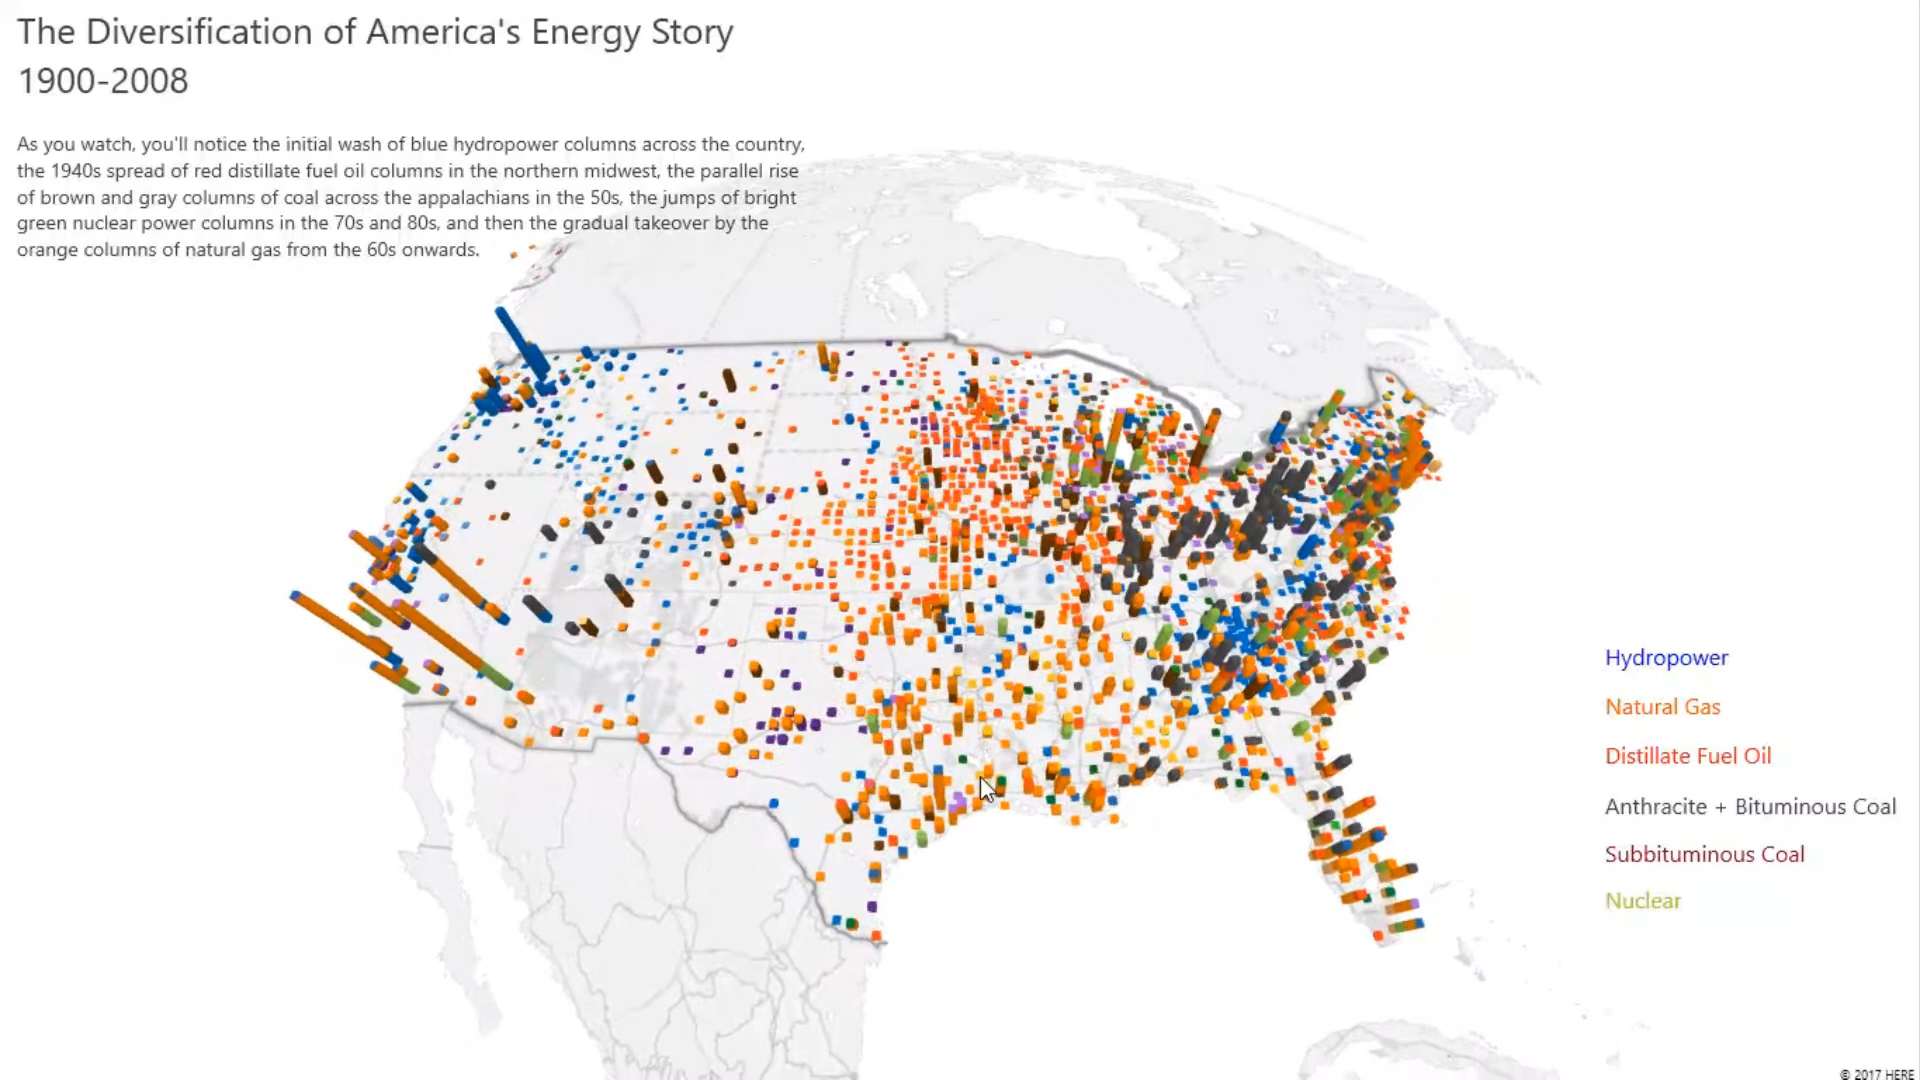 The Diversification of America's Energy Story
1900-2008
As you watch, you'll notice the initial wash of blue hydropower columns across the country,
the 1940s spread of red distillate fuel oil columns in the northern midwest, the parallel rise
of brown and gray columns of coal across the appalachians in the 50s, the jumps of bright
green nuclear power columns in the 70s and 80s, and then the gradual takeover by the
orange columns of natural gas from the 60s onwards.
Hydropower
Natural Gas
Distillate Fuel Oil
Anthracite + Bituminous Coal
Subbituminous Coal
Nuclear
© 2017 HERE